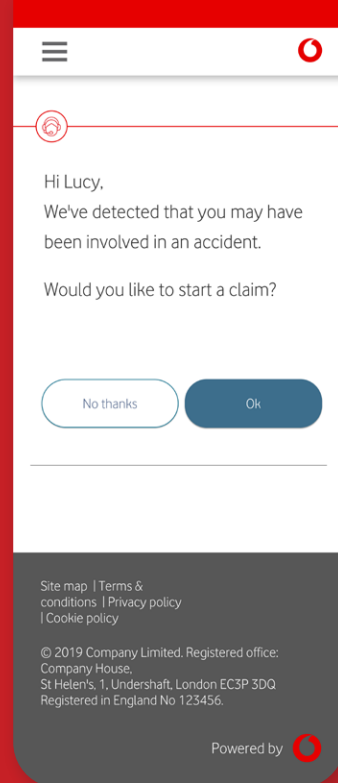 Hi Lucy,
We've detected that you may have
been involved in an accident.
Would you like to start a claim?
No thanks
Ok
Site map | Terms &
conditions | Privacy policy
| Cookie policy
© 2019 Company Limited. Registered office:
Company House,
St Helen's, 1, Undershaft, London EC3P 3DQ
Registered in England No 123456.
Powered by